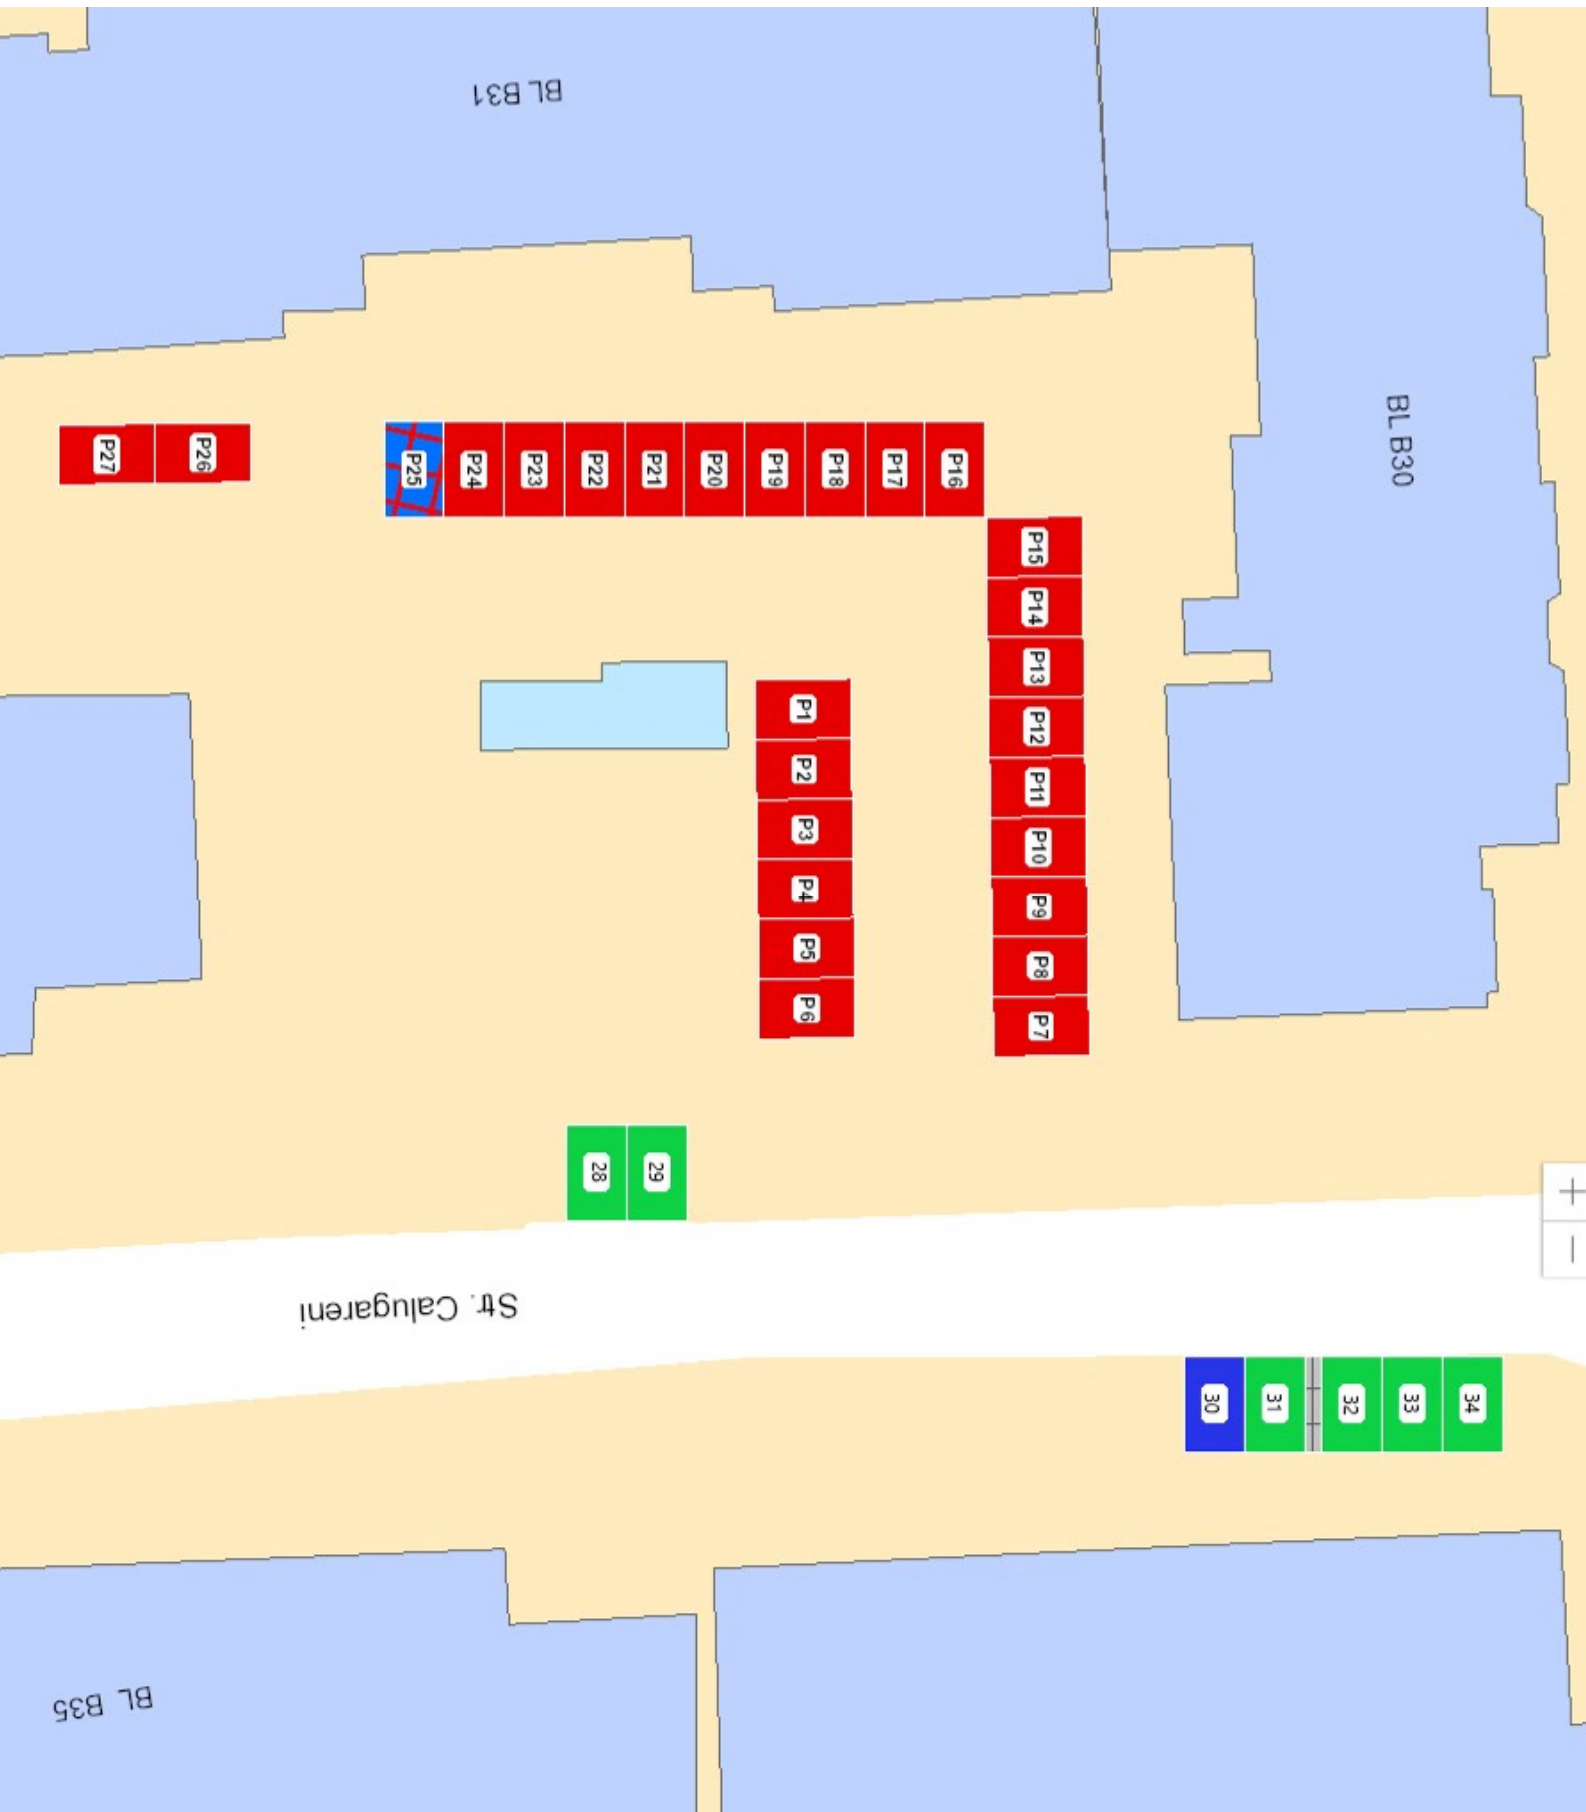 BL B31
BL B30
P27
P26
P25
P24
P23
P22
P21
P20
P19
P18
P17
P16
P15
P14
P13
P12
P11
P10
P9
P8
P7
P1
P2
P3
P4
P5
P6
28
29
Str. Calugareni
30
31
32
33
34
BL B35
+
−